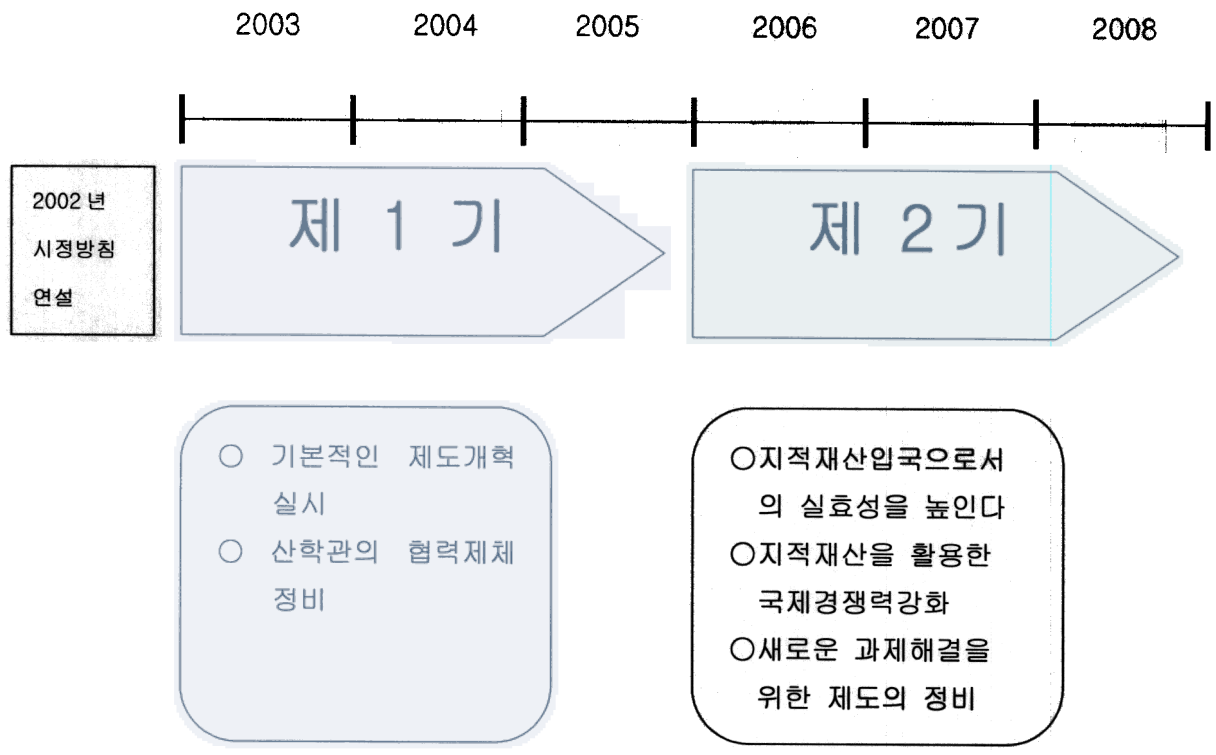 2003 2004 2005 2006 2007 2008
2002 년
시정방침
연설
제 1 기
제 2 기
○ 기본적인 제도개혁
실시
○ 산학관의 협력제체
정비
○지적재산입국으로서
의 실효성을 높인다
○지적재산을 활용한
국제경쟁력강화
○새로운 과제해결을
위한 제도의 정비